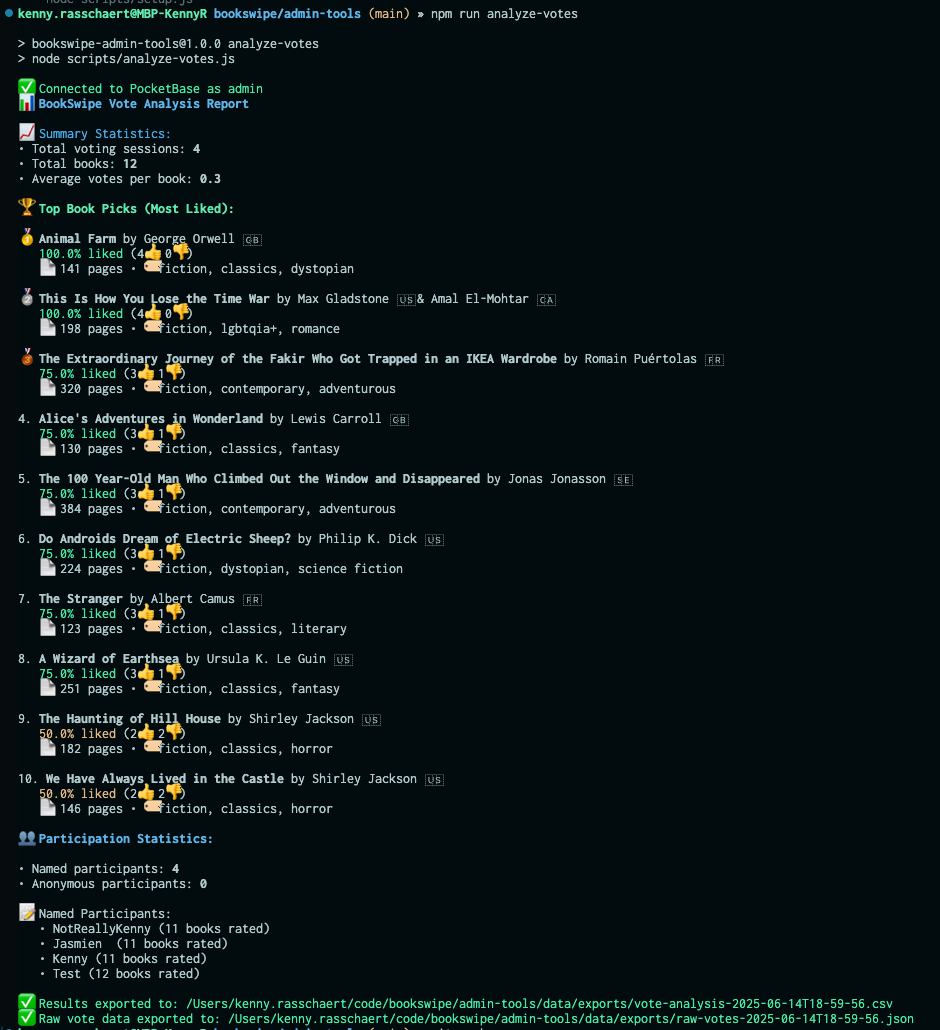 kenny.rasschaert@MBP-KennyR bookswipe/admin-tools (main) » npm run analyze-votes
> bookswipe-admin-tools@1.0.0 analyze-votes
> node scripts/analyze-votes.js
✅ Connected to PocketBase as admin
📊 BookSwipe Vote Analysis Report
📈 Summary Statistics:
• Total voting sessions: 4
• Total books: 12
• Average votes per book: 0.3
🏆 Top Book Picks (Most Liked):
🥇 Animal Farm by George Orwell 🇬🇧
100.0% liked (4👍 0👎)
📄 141 pages • 🏷️ fiction, classics, dystopian
🥈 This Is How You Lose the Time War by Max Gladstone 🇺🇸& Amal El-Mohtar 🇨🇦
100.0% liked (4👍 0👎)
📄 198 pages • 🏷️ fiction, lgbtqia+, romance
🥉 The Extraordinary Journey of the Fakir Who Got Trapped in an IKEA Wardrobe by Romain Puértolas 🇫🇷
75.0% liked (3👍 1👎)
📄 320 pages • 🏷️ fiction, contemporary, adventurous
4. Alice's Adventures in Wonderland by Lewis Carroll 🇬🇧
75.0% liked (3👍 1👎)
📄 130 pages • 🏷️ fiction, classics, fantasy
5. The 100 Year-Old Man Who Climbed Out the Window and Disappeared by Jonas Jonasson 🇸🇪
75.0% liked (3👍 1👎)
📄 384 pages • 🏷️ fiction, contemporary, adventurous
6. Do Androids Dream of Electric Sheep? by Philip K. Dick 🇺🇸
75.0% liked (3👍 1👎)
📄 224 pages • 🏷️ fiction, dystopian, science fiction
7. The Stranger by Albert Camus 🇫🇷
75.0% liked (3👍 1👎)
📄 123 pages • 🏷️ fiction, classics, literary
8. A Wizard of Earthsea by Ursula K. Le Guin 🇺🇸
75.0% liked (3👍 1👎)
📄 251 pages • 🏷️ fiction, classics, fantasy
9. The Haunting of Hill House by Shirley Jackson 🇺🇸
50.0% liked (2👍 2👎)
📄 182 pages • 🏷️ fiction, classics, horror
10. We Have Always Lived in the Castle by Shirley Jackson 🇺🇸
50.0% liked (2👍 2👎)
📄 146 pages • 🏷️ fiction, classics, horror
👥 Participation Statistics:
• Named participants: 4
• Anonymous participants: 0
📝 Named Participants:
• NotReallyKenny (11 books rated)
• Jasmien  (11 books rated)
• Kenny (11 books rated)
• Test (12 books rated)
✅ Results exported to: /Users/kenny.rasschaert/code/bookswipe/admin-tools/data/exports/vote-analysis-2025-06-14T18-59-56.csv
✅ Raw vote data exported to: /Users/kenny.rasschaert/code/bookswipe/admin-tools/data/exports/raw-votes-2025-06-14T18-59-56.json